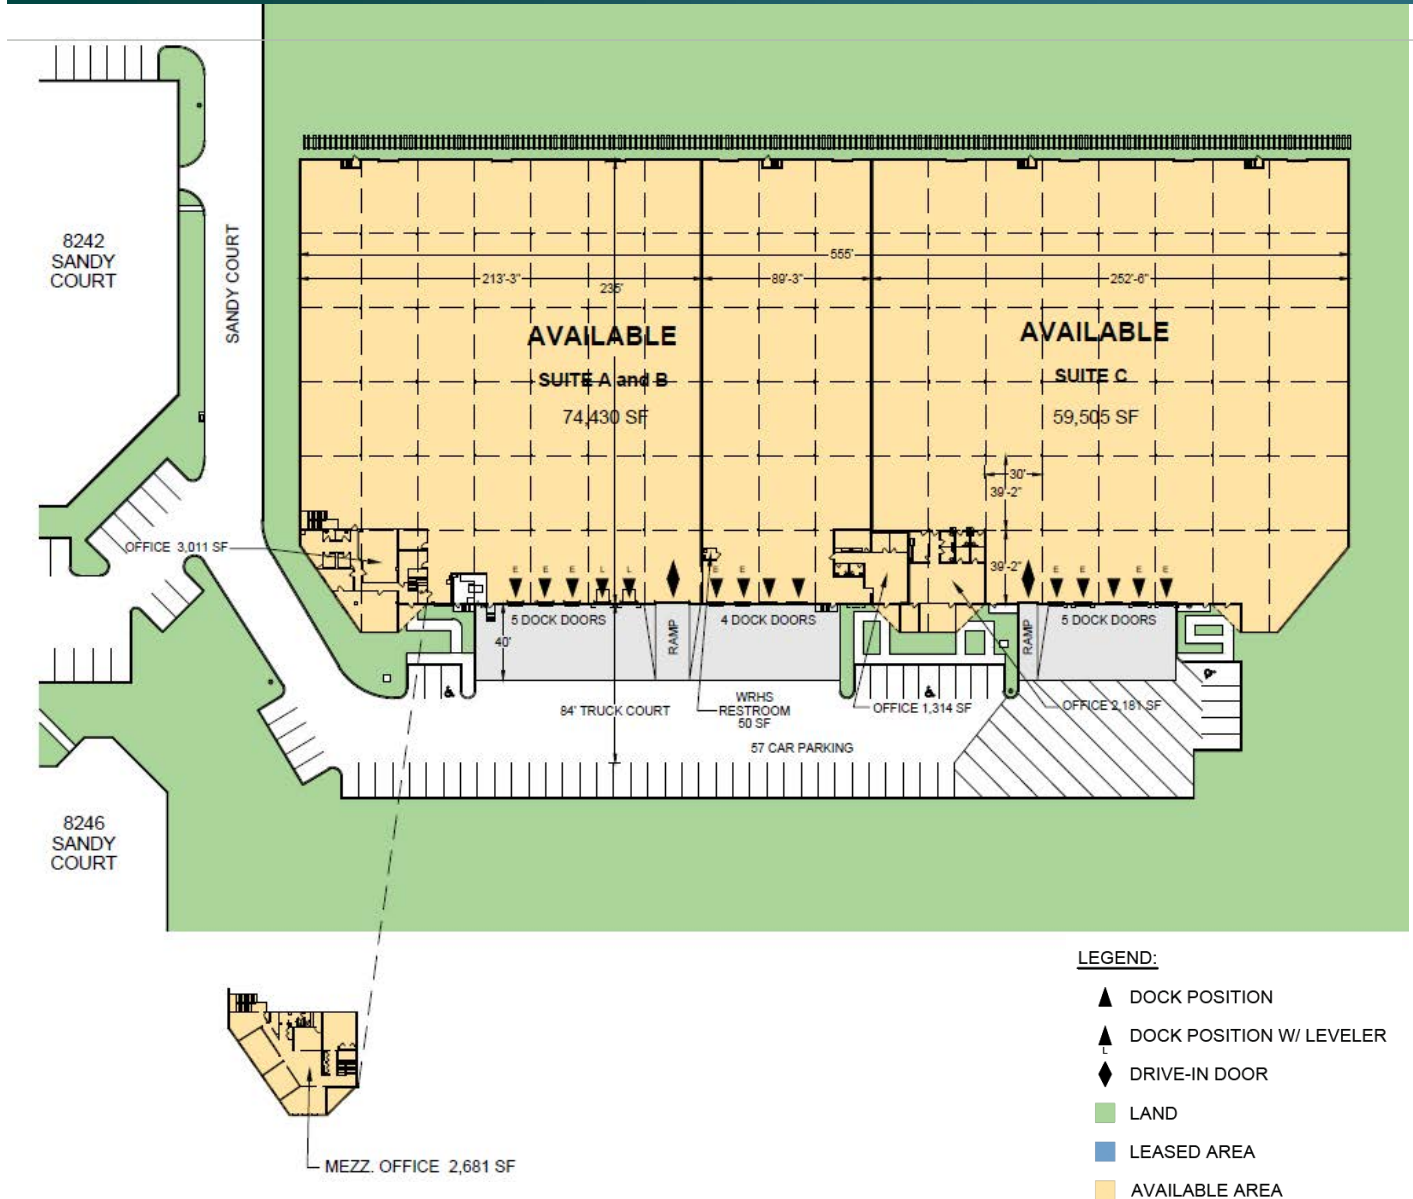 8242
SANDY
COURT
SANDY COURT
555'
213'-3"
235'
89'-3"
252'-6"
AVAILABLE
SUITE A and B
74,430 SF
AVAILABLE
SUITE C
59,505 SF
30'
39'-2"
39'-2"
OFFICE 3,011 SF
E E E L L E E E E E E
5 DOCK DOORS
RAMP
4 DOCK DOORS
RAMP
5 DOCK DOORS
40'
84' TRUCK COURT
WRHS
RESTROOM
50 SF
OFFICE 1,314 SF
OFFICE 2,181 SF
57 CAR PARKING
8246
SANDY
COURT
MEZZ. OFFICE 2,681 SF
LEGEND:
DOCK POSITION
DOCK POSITION W/ LEVELER
L
DRIVE-IN DOOR
LAND
LEASED AREA
AVAILABLE AREA